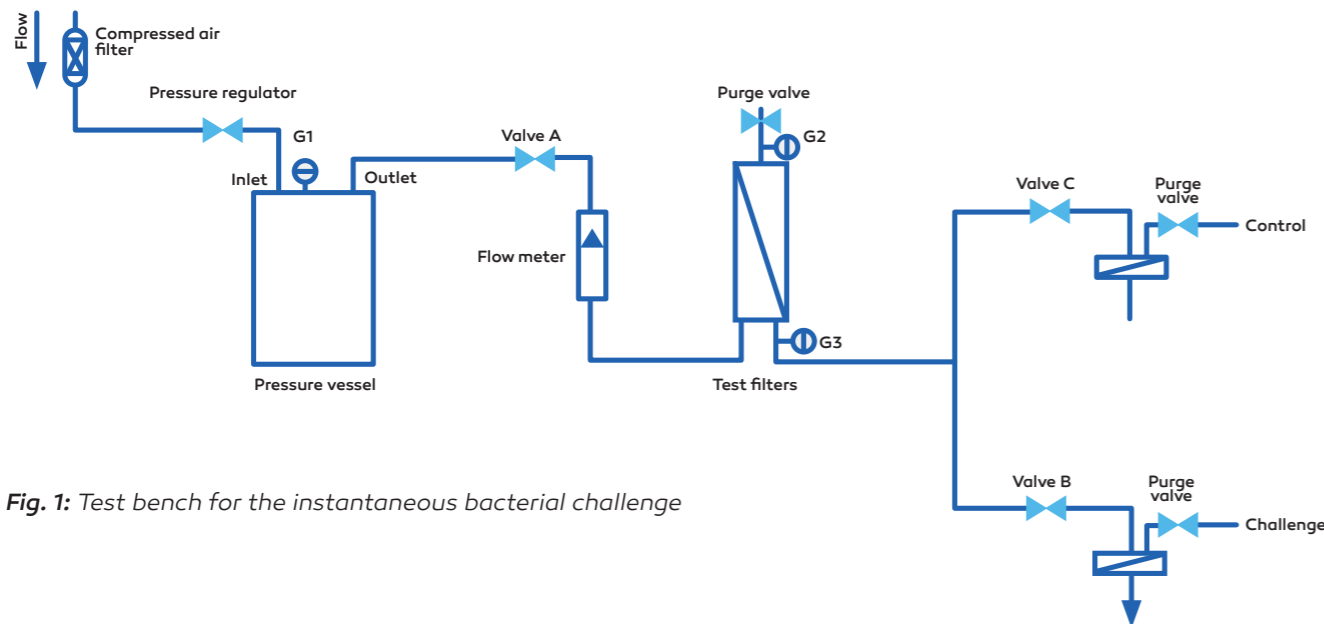 Flow
Compressed air
filter
Pressure regulator
G1
Inlet
Outlet
Pressure vessel
Valve A
Flow meter
Purge valve
G2
G3
Test filters
Valve C
Purge
valve
Control
Valve B
Purge
valve
Challenge
Fig. 1: Test bench for the instantaneous bacterial challenge